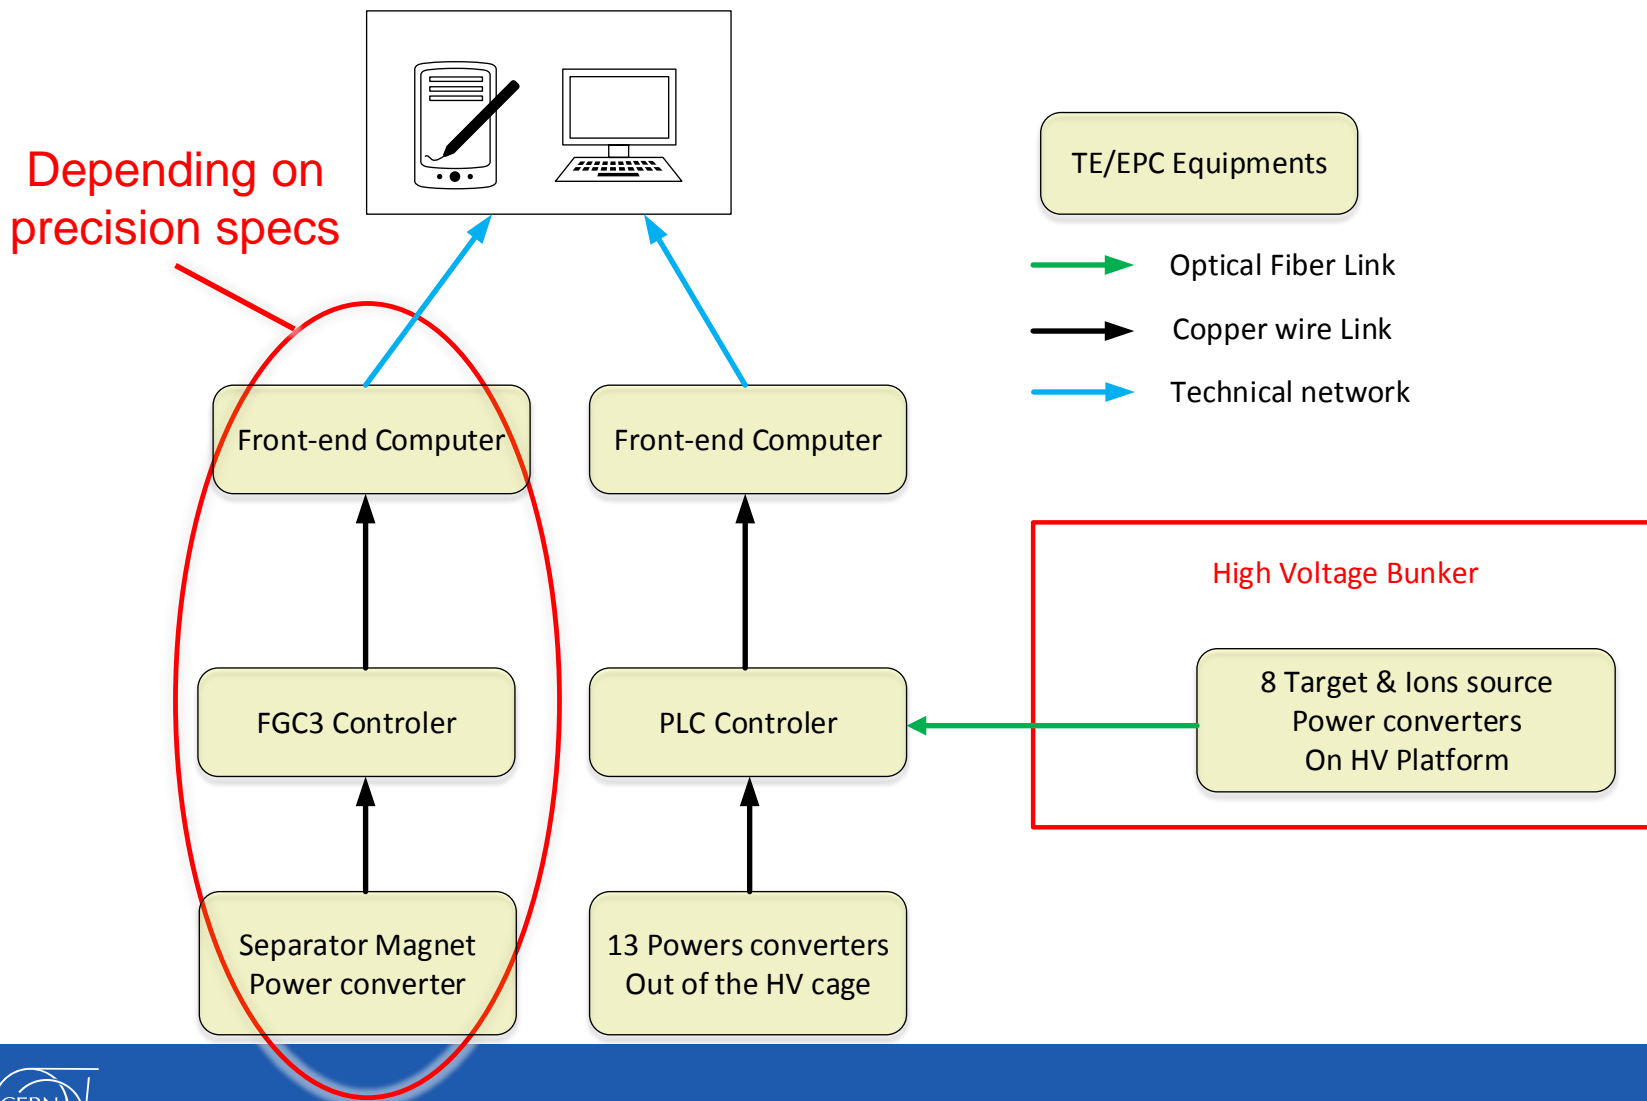 Depending on
precision specs
TE/EPC Equipments
Optical Fiber Link
Copper wire Link
Technical network
Front-end Computer
Front-end Computer
High Voltage Bunker
FGC3 Controler
PLC Controler
8 Target & Ions source
Power converters
On HV Platform
Separator Magnet
Power converter
13 Powers converters
Out of the HV cage
CERN